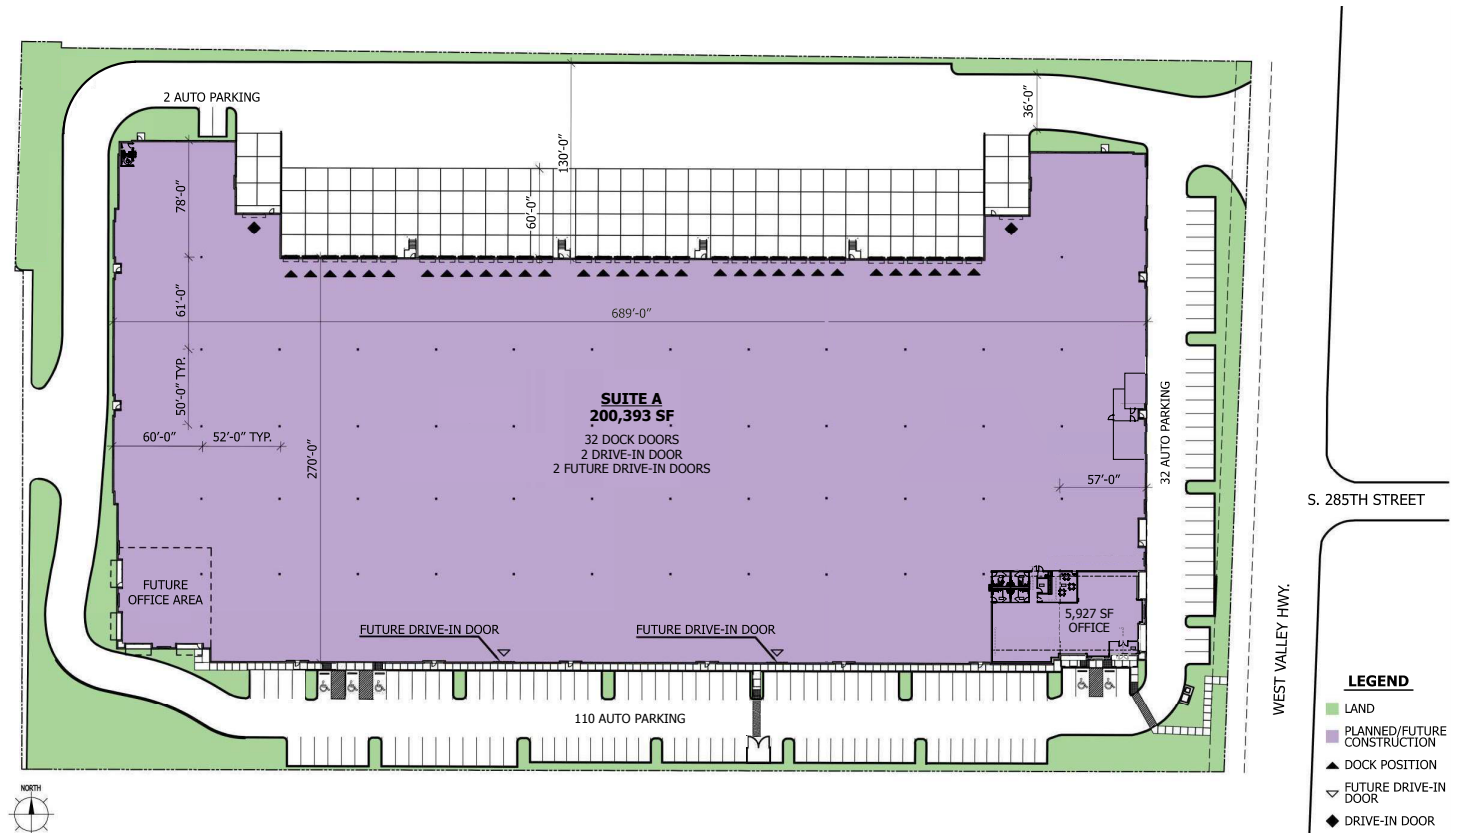 2 AUTO PARKING
36'-0"
130'-0"
78'-0"
60'-0"
61'-0"
689'-0"
50'-0" TYP.
SUITE A
200,393 SF
32 DOCK DOORS
2 DRIVE-IN DOOR
2 FUTURE DRIVE-IN DOORS
60'-0"
52'-0" TYP.
270'-0"
32 AUTO PARKING
57'-0"
S. 285TH STREET
FUTURE
OFFICE AREA
FUTURE DRIVE-IN DOOR
FUTURE DRIVE-IN DOOR
5,927 SF
OFFICE
WEST VALLEY HWY.
110 AUTO PARKING
LEGEND
LAND
PLANNED/FUTURE
CONSTRUCTION
DOCK POSITION
FUTURE DRIVE-IN
DOOR
DRIVE-IN DOOR
NORTH